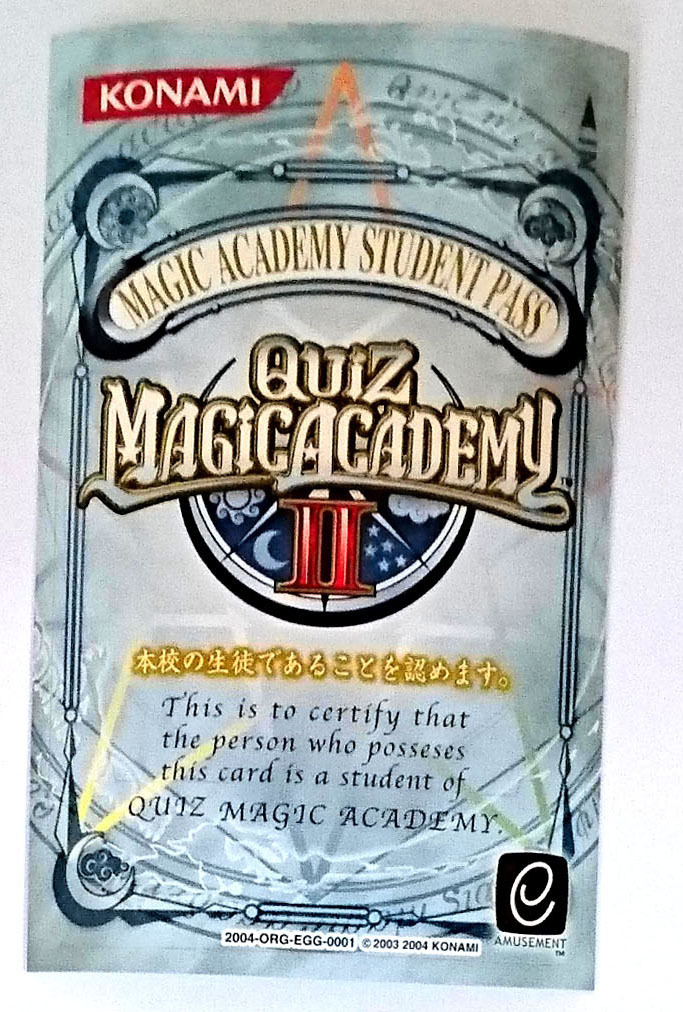 KONAMI
MAGIC ACADEMY STUDENT PASS
QUIZ
MAGICACADEMY™
II
本校の生徒であることを認めます。
This is to certify that
the person who posseses
this card is a student of
QUIZ MAGIC ACADEMY.
e
AMUSEMENT
™
2004-ORG-EGG-0001 © 2003 2004 KONAMI